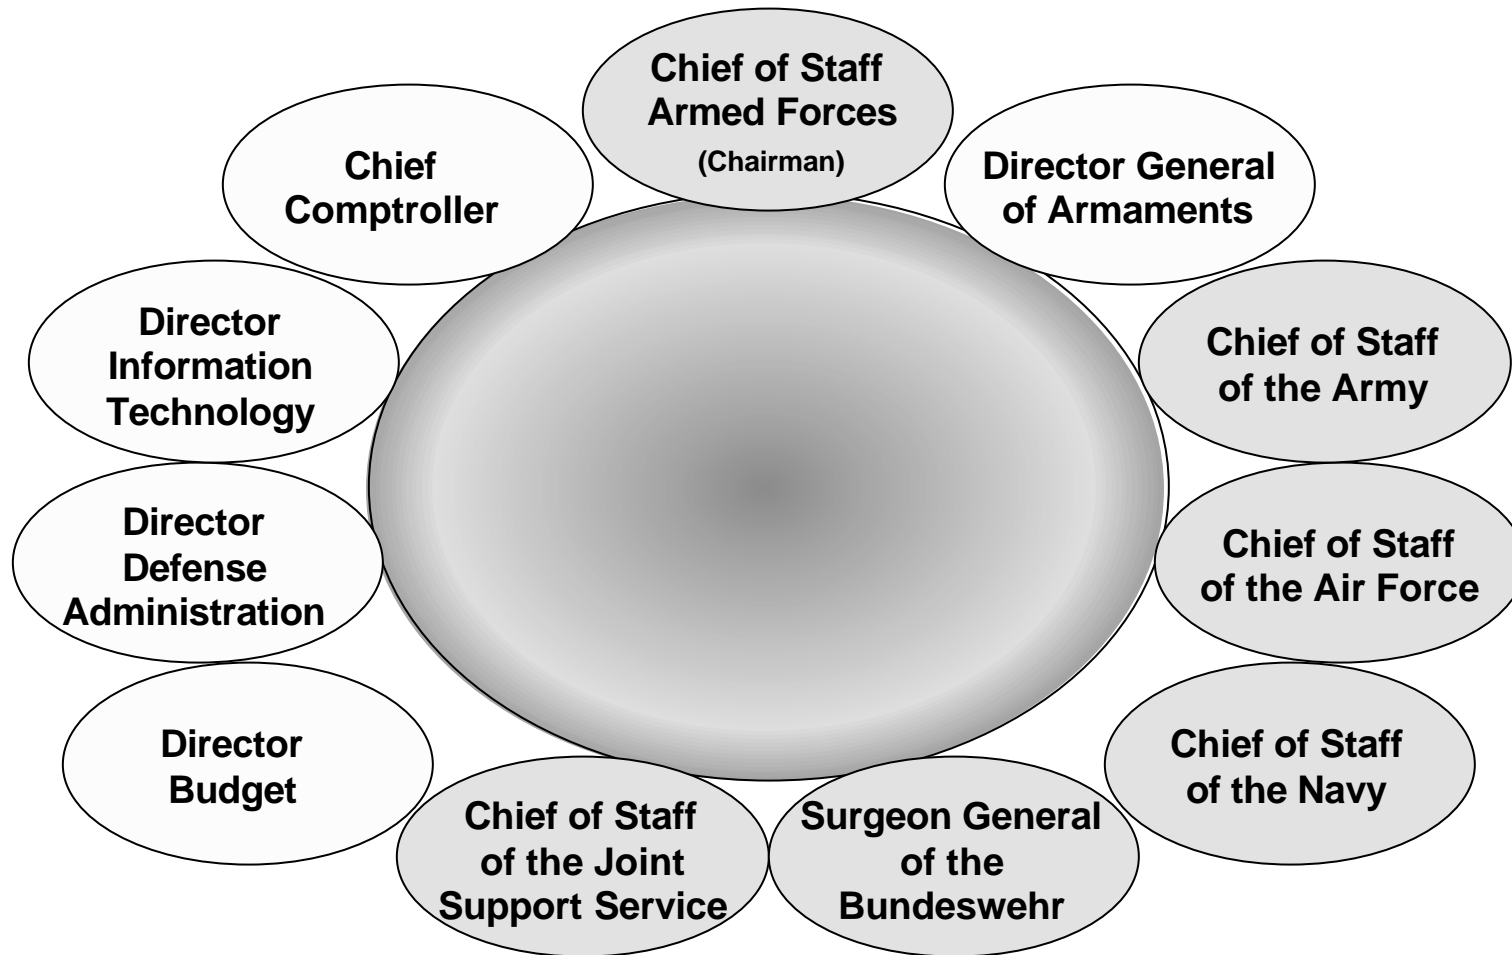 Chief of Staff
Armed Forces
(Chairman)
Chief
Comptroller
Director General
of Armaments
Director
Information
Technology
Chief of Staff
of the Army
Director
Defense
Administration
Chief of Staff
of the Air Force
Director
Budget
Chief of Staff
of the Navy
Chief of Staff
of the Joint
Support Service
Surgeon General
of the
Bundeswehr